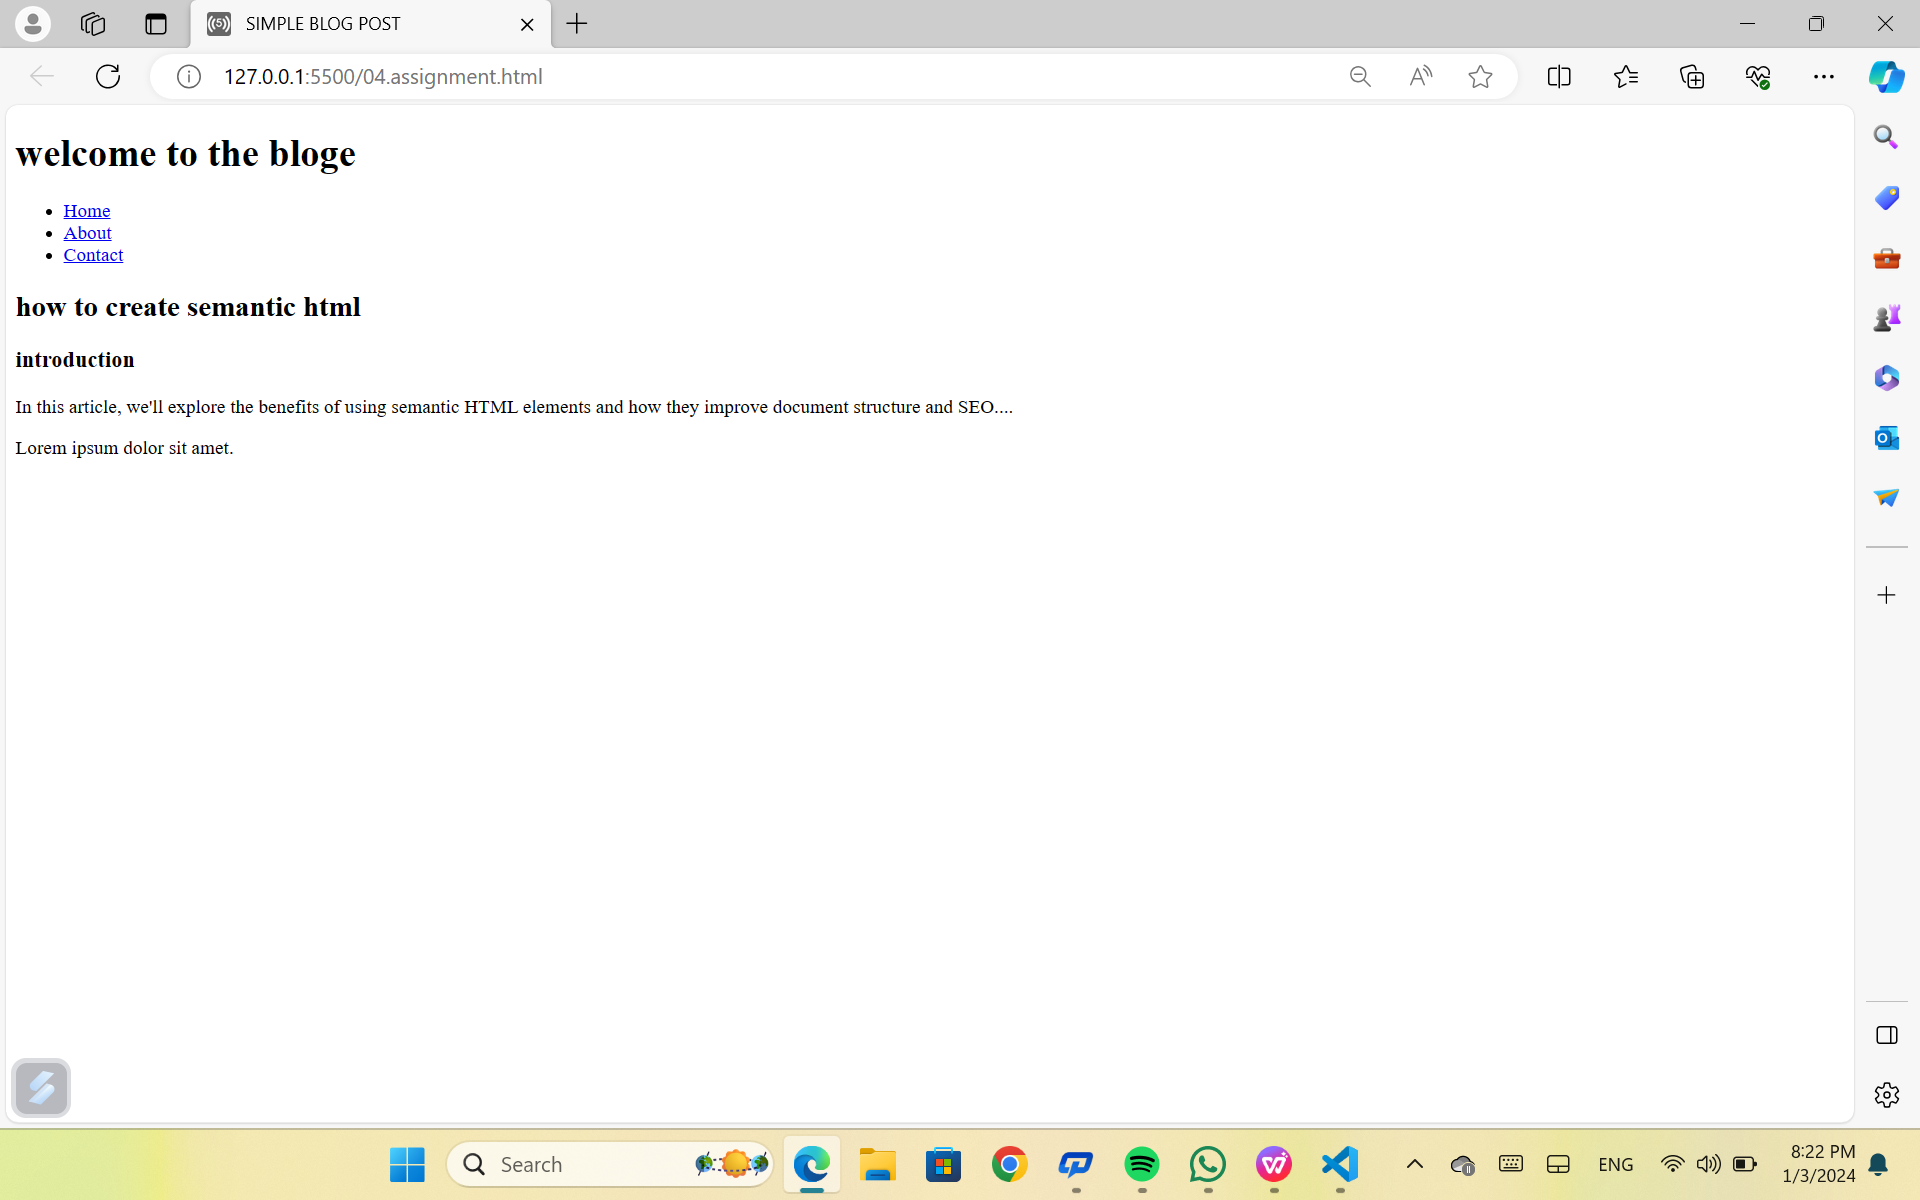 SIMPLE BLOG POST
127.0.0.1:5500/04.assignment.html
welcome to the bloge
Home
About
Contact
how to create semantic html
introduction
In this article, we'll explore the benefits of using semantic HTML elements and how they improve document structure and SEO....
Lorem ipsum dolor sit amet.
Search
ENG
8:22 PM
1/3/2024